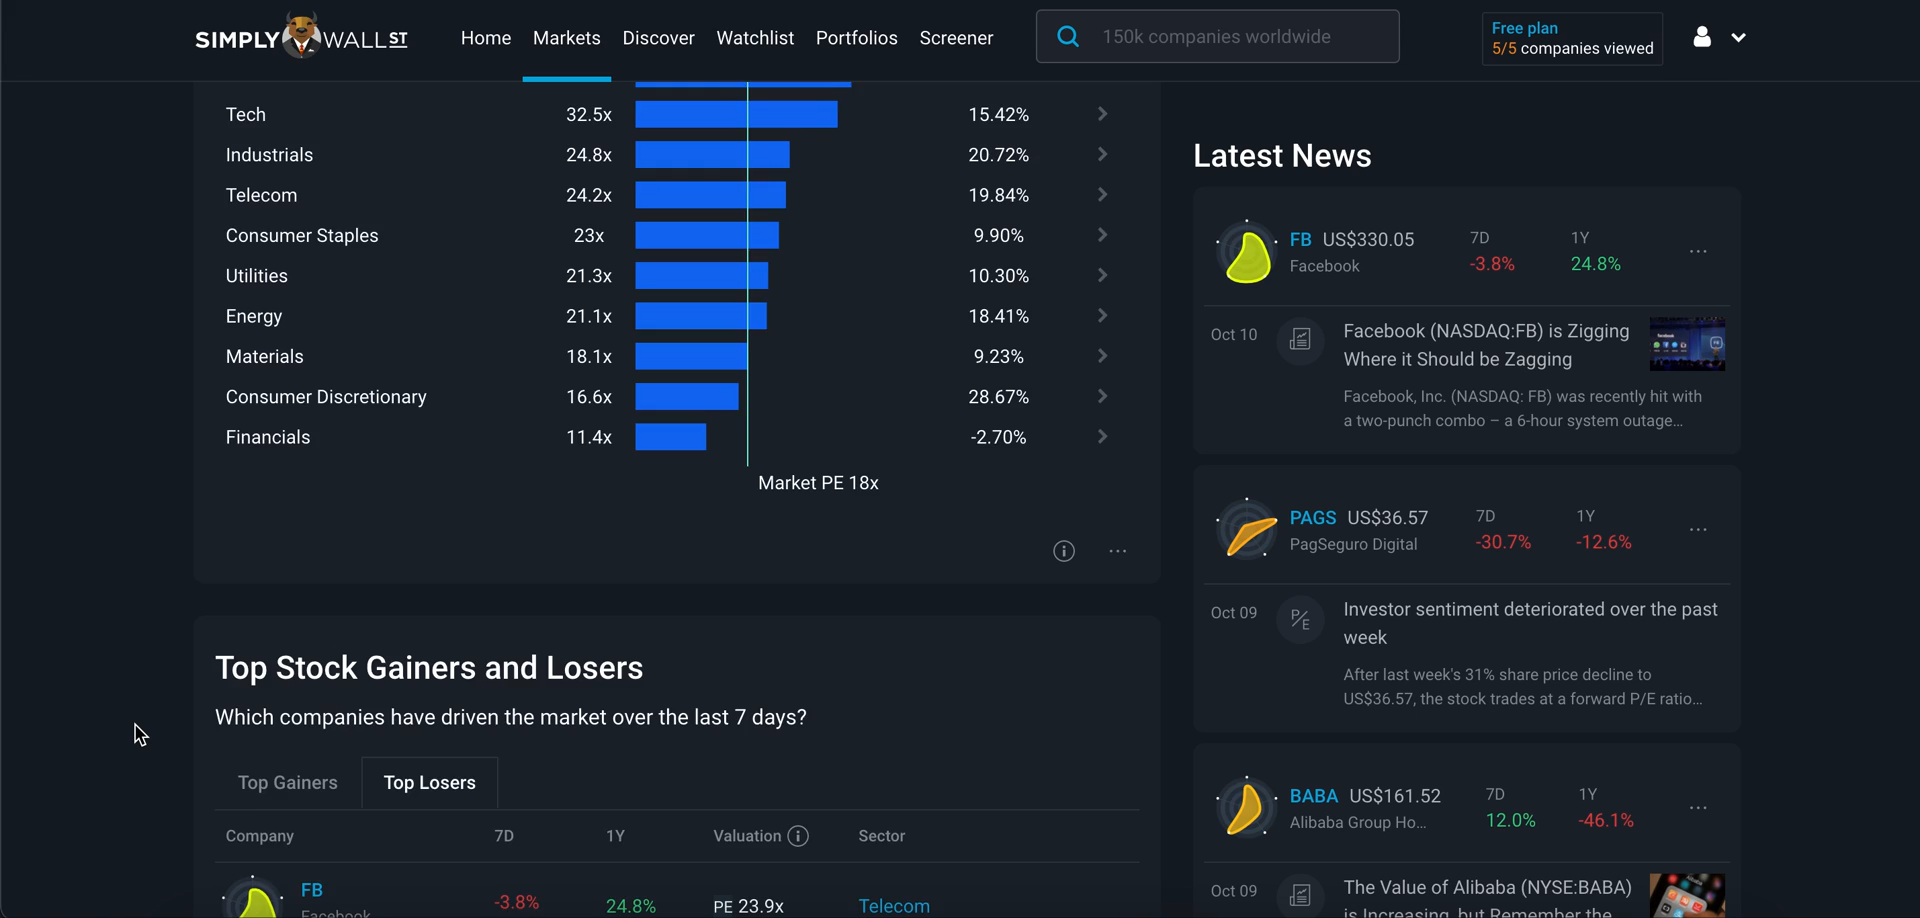 SIMPLY WALL ST
Home Markets Discover Watchlist Portfolios Screener
150k companies worldwide
Free plan
5/5 companies viewed
Tech 32.5x 15.42%
Industrials 24.8x 20.72%
Telecom 24.2x 19.84%
Consumer Staples 23x 9.90%
Utilities 21.3x 10.30%
Energy 21.1x 18.41%
Materials 18.1x 9.23%
Consumer Discretionary 16.6x 28.67%
Financials 11.4x -2.70%
Market PE 18x
Top Stock Gainers and Losers
Which companies have driven the market over the last 7 days?
Top Gainers Top Losers
Company 7D 1Y Valuation Sector
FB
Facebook
-3.8% 24.8% PE 23.9x Telecom
Latest News
FB US$330.05 7D 1Y
Facebook -3.8% 24.8%
Oct 10 Facebook (NASDAQ:FB) is Zigging
Where it Should be Zagging
Facebook, Inc. (NASDAQ: FB) was recently hit with
a two-punch combo – a 6-hour system outage...
PAGS US$36.57 7D 1Y
PagSeguro Digital -30.7% -12.6%
Oct 09 P/E Investor sentiment deteriorated over the past
week
After last week's 31% share price decline to
US$36.57, the stock trades at a forward P/E ratio...
BABA US$161.52 7D 1Y
Alibaba Group Ho... 12.0% -46.1%
Oct 09 The Value of Alibaba (NYSE:BABA)
is Increasing, but Remember the